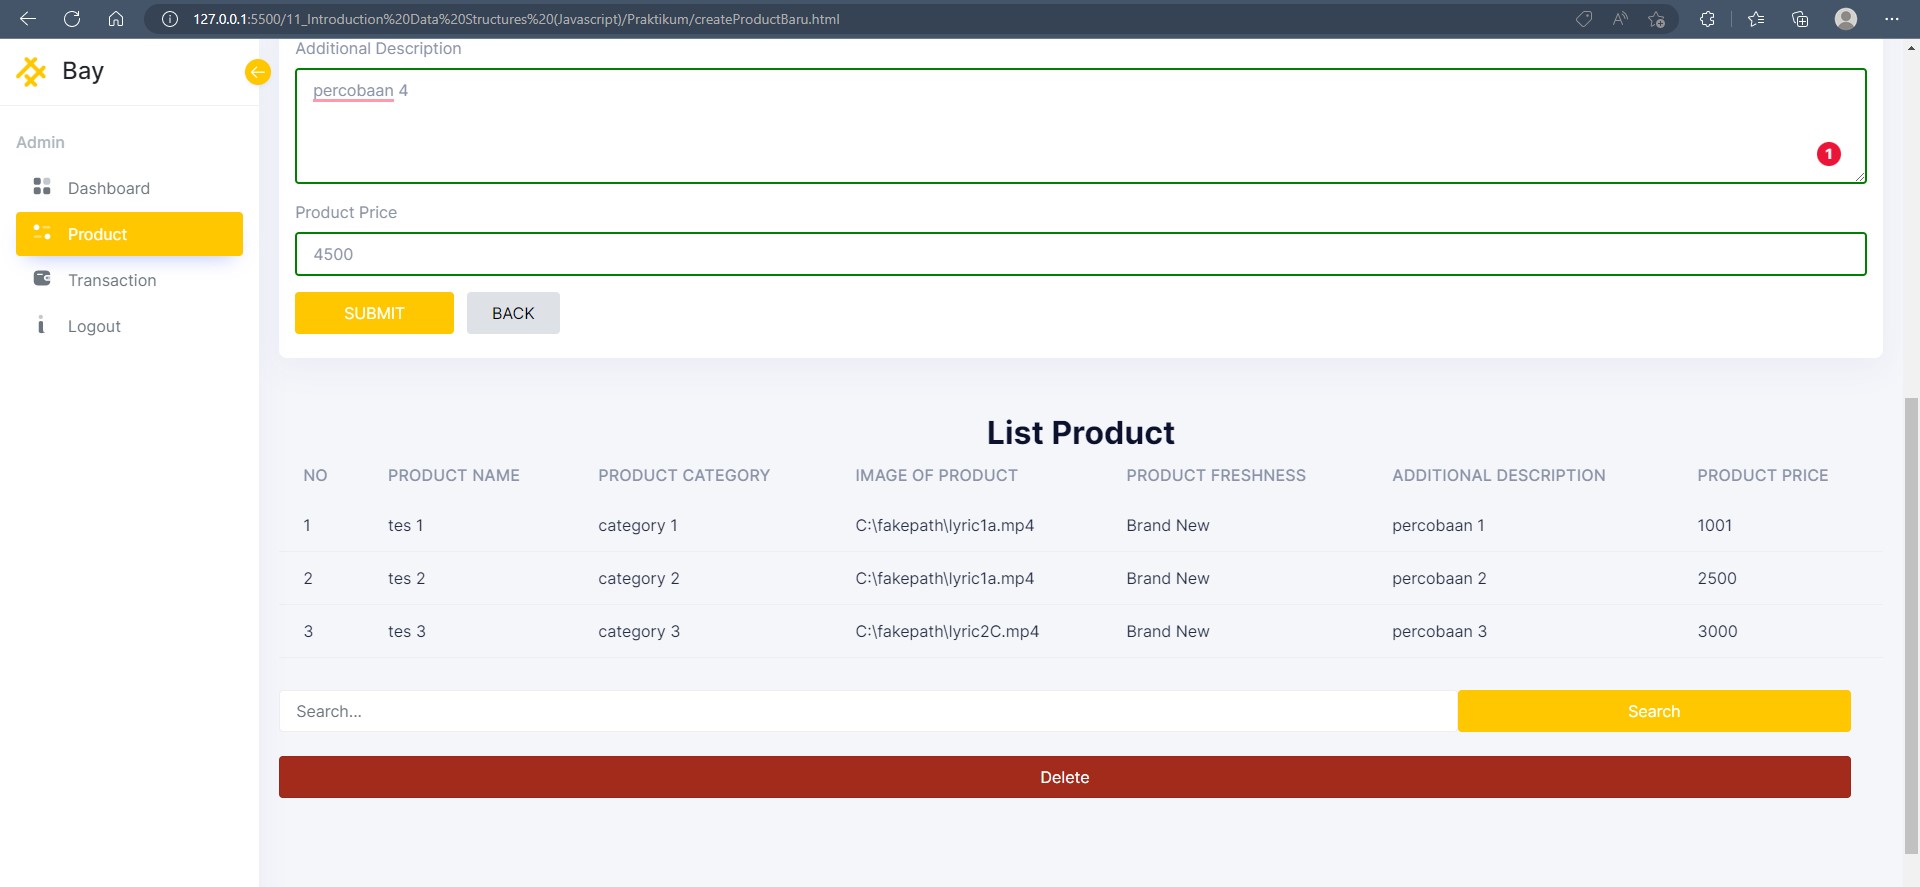 127.0.0.1:5500/11_Introduction%20Data%20Structures%20(Javascript)/Praktikum/createProductBaru.html
Bay
Admin
Dashboard
Product
Transaction
Logout
Additional Description
percobaan 4
1
Product Price
4500
SUBMIT BACK
List Product
NO PRODUCT NAME PRODUCT CATEGORY IMAGE OF PRODUCT PRODUCT FRESHNESS ADDITIONAL DESCRIPTION PRODUCT PRICE
1 tes 1 category 1 C:\fakepath\lyric1a.mp4 Brand New percobaan 1 1001
2 tes 2 category 2 C:\fakepath\lyric1a.mp4 Brand New percobaan 2 2500
3 tes 3 category 3 C:\fakepath\lyric2C.mp4 Brand New percobaan 3 3000
Search... Search
Delete